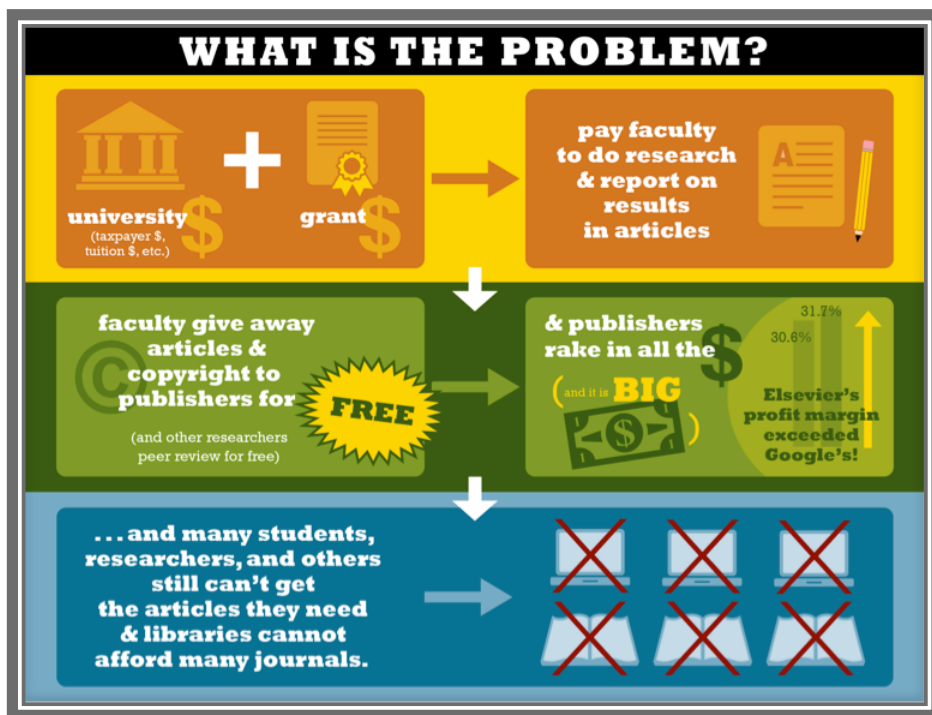 WHAT IS THE PROBLEM?
university
(taxpayer $,
tuition $, etc.)
$
+
grant
$
pay faculty
to do research
& report on
results
in articles
A
faculty give away
articles &
copyright to
publishers for
FREE
(and other researchers
peer review for free)
©
& publishers
rake in all the
$
(and it is BIG
$
)
30.6%
31.7%
Elsevier's
profit margin
exceeded
Google's!
...and many students,
researchers, and others
still can't get
the articles they need
& libraries cannot
afford many journals.